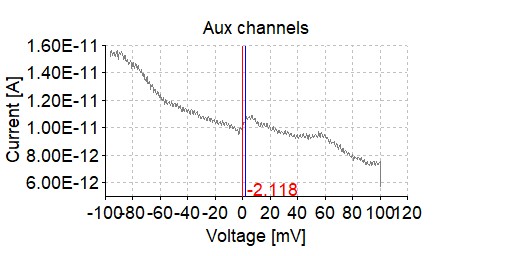 Aux channels
1.60E-11
1.40E-11
1.20E-11
1.00E-11
8.00E-12
6.00E-12
Current [A]
-2.118
-100-80 -60 -40 -20 0 20 40 60 80 100 120
Voltage [mV]